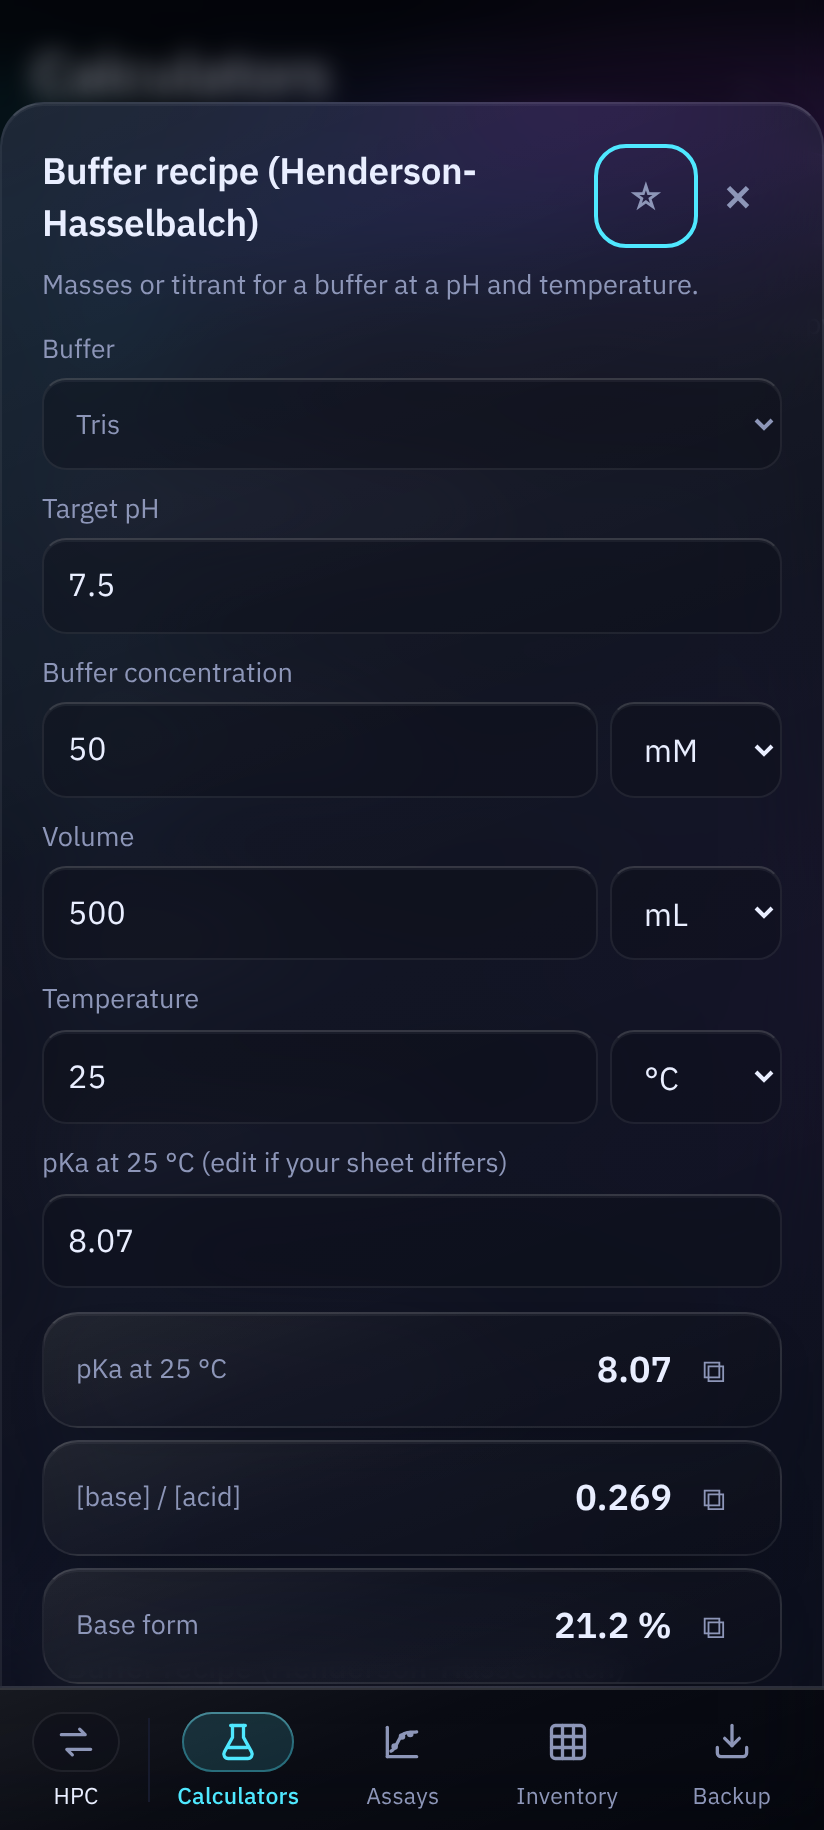 Calculators
Buffer recipe (Henderson-
Hasselbalch)
Masses or titrant for a buffer at a pH and temperature.
Buffer
Tris
Target pH
7.5
Buffer concentration
50
mM
Volume
500
mL
Temperature
25
°C
pKa at 25 °C (edit if your sheet differs)
8.07
pKa at 25 °C
8.07
[base] / [acid]
0.269
Base form
21.2 %
HPC
Calculators
Assays
Inventory
Backup